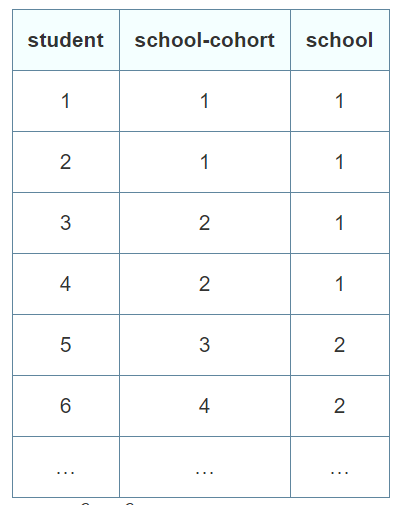 student school-cohort school
1 1 1
2 1 1
3 2 1
4 2 1
5 3 2
6 4 2
... ... ...